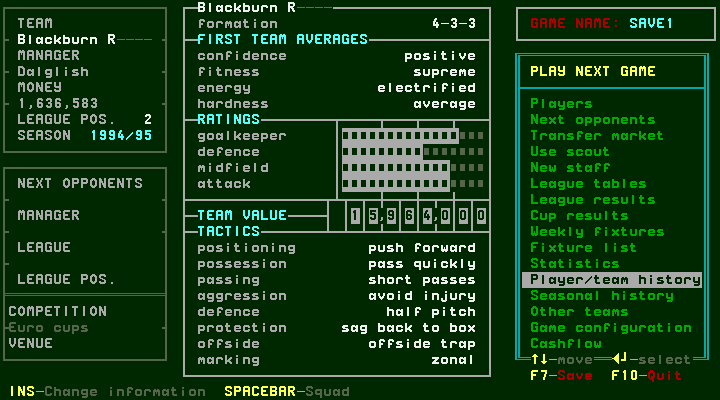 TEAM
Blackburn R
MANAGER
Dalglish
MONEY
1,636,583
LEAGUE POS. 2
SEASON 1994/95
NEXT OPPONENTS
MANAGER
LEAGUE
LEAGUE POS.
COMPETITION
Euro cups
VENUE
Blackburn R
formation 4-3-3
FIRST TEAM AVERAGES
confidence positive
fitness supreme
energy electrified
hardness average
RATINGS
goalkeeper
defence
midfield
attack
TEAM VALUE 15,964,000
TACTICS
positioning push forward
possession pass quickly
passing short passes
aggression avoid injury
defence half pitch
protection sag back to box
offside offside trap
marking zonal
GAME NAME: SAVE1
PLAY NEXT GAME
Players
Next opponents
Transfer market
Use scout
New staff
League tables
League results
Cup results
Weekly fixtures
Fixture list
Statistics
Player/team history
Seasonal history
Other teams
Game configuration
Cashflow
↑↓-move ◄┘-select
F7-Save F10-Quit
INS-Change information SPACEBAR-Squad